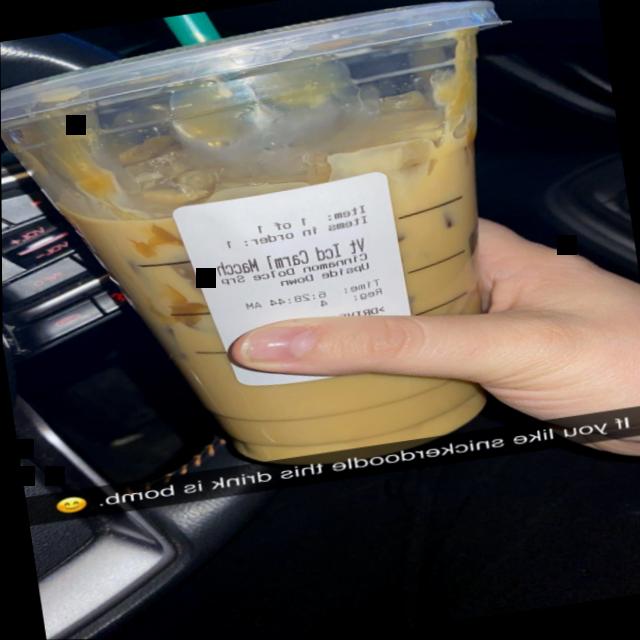 Item: 1 of 1
Items in order: 1
Vt Icd Carml Macch
Cinnamon Dolce Srp
Upside Down
Time: 6:28:44 AM
Reg: 4
If you like snickerdoodle this drink is bomb. 😊